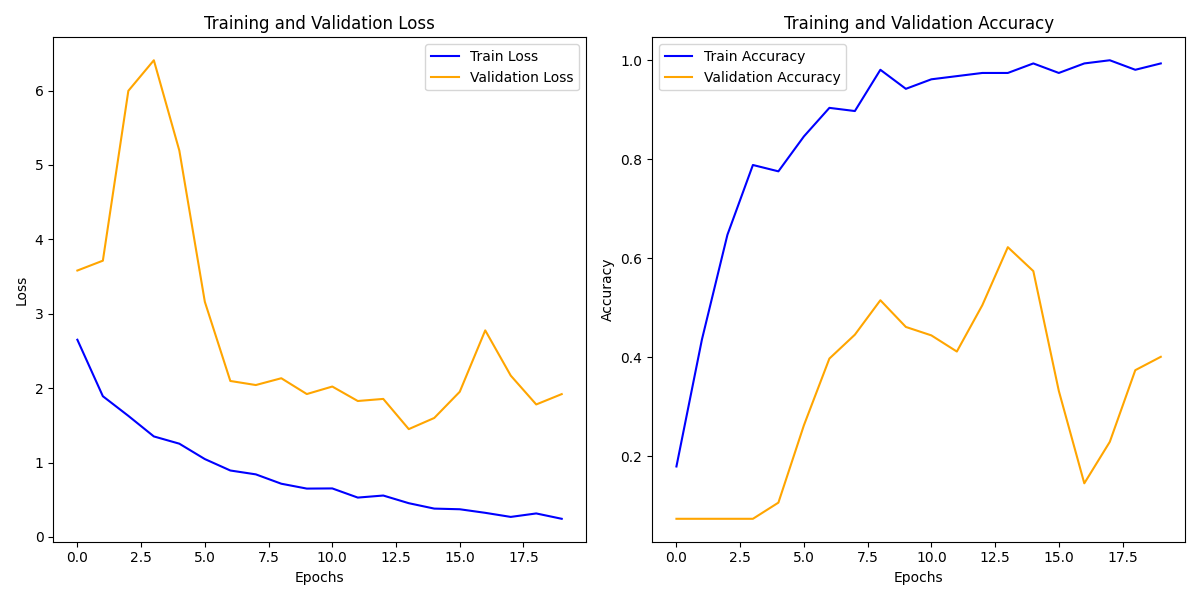 Training and Validation Loss
Train Loss
Validation Loss
6
5
4
3
2
1
0
Loss
0.0 2.5 5.0 7.5 10.0 12.5 15.0 17.5
Epochs
Training and Validation Accuracy
Train Accuracy
Validation Accuracy
1.0
0.8
0.6
0.4
0.2
Accuracy
0.0 2.5 5.0 7.5 10.0 12.5 15.0 17.5
Epochs